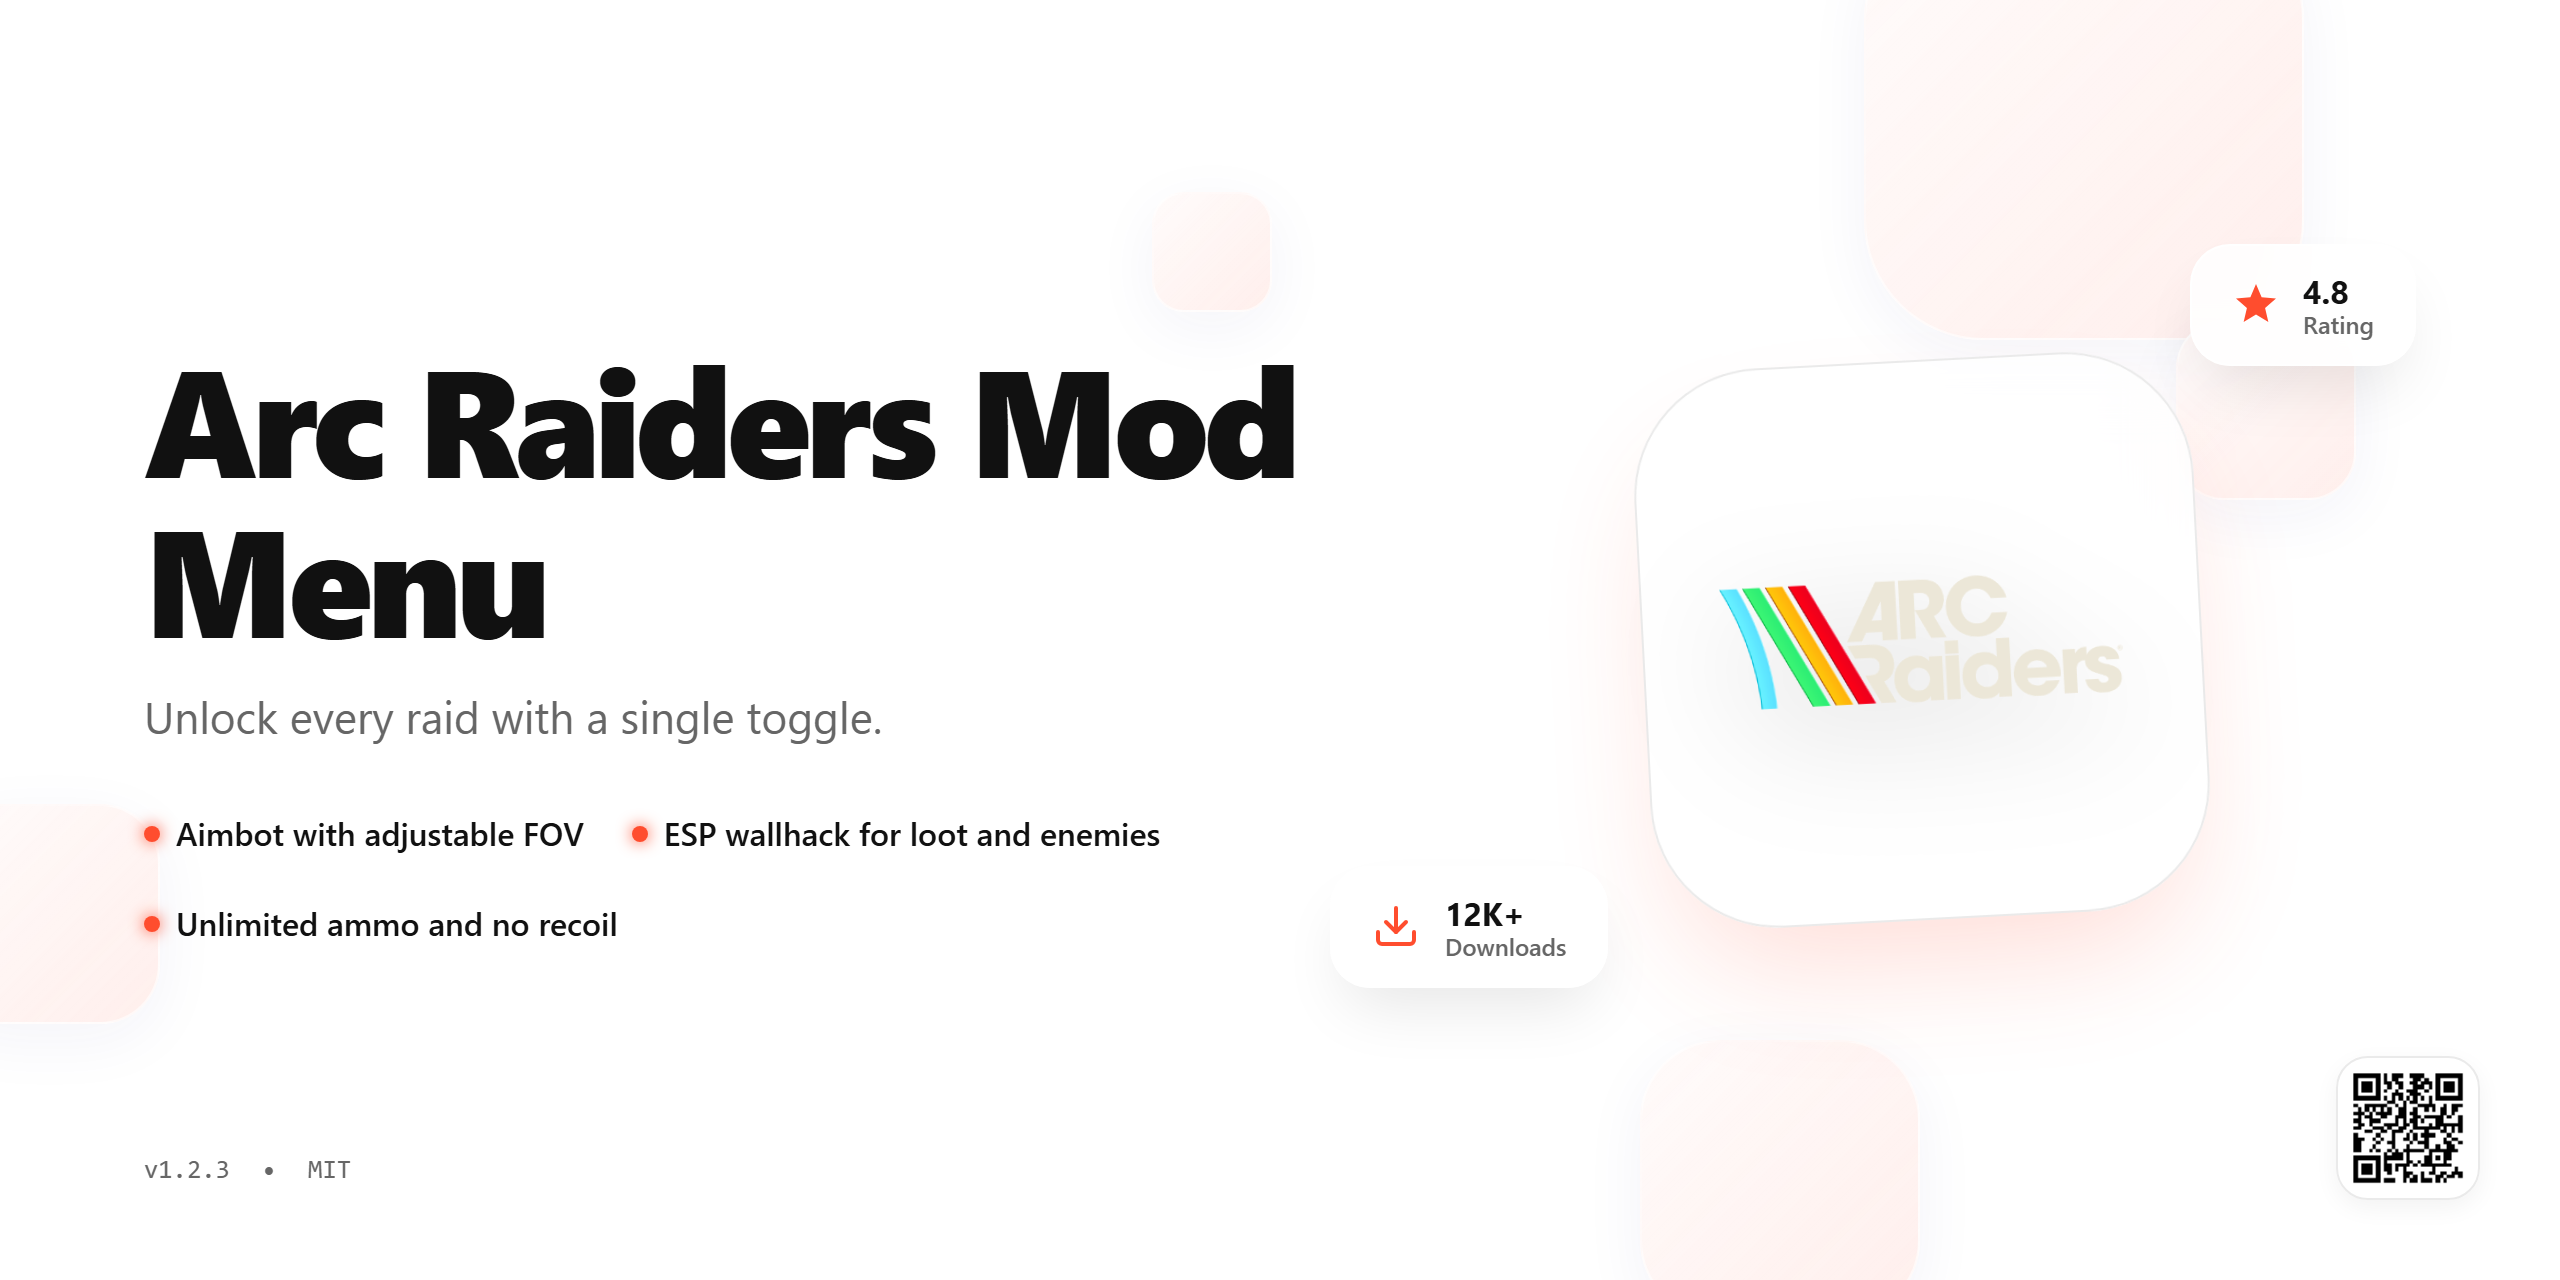 Arc Raiders Mod
Menu
Unlock every raid with a single toggle.
Aimbot with adjustable FOV
ESP wallhack for loot and enemies
Unlimited ammo and no recoil
v1.2.3 • MIT
4.8
Rating
ARC
Raiders
12K+
Downloads